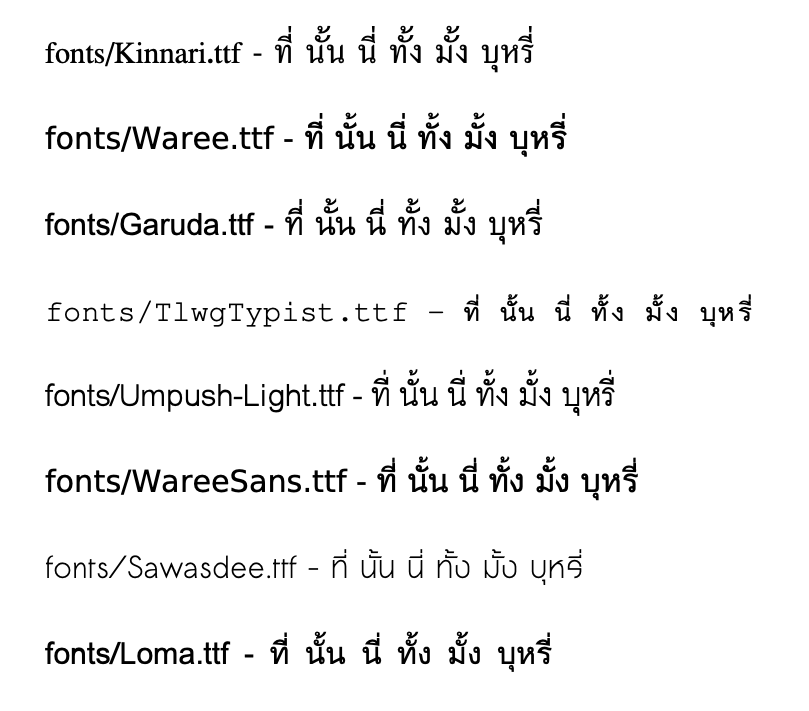 fonts/Kinnari.ttf - ที่ นั้น นี่ ทั้ง มั้ง บุหรี่
fonts/Waree.ttf - ที่ นั้น นี่ ทั้ง มั้ง บุหรี่
fonts/Garuda.ttf - ที่ นั้น นี่ ทั้ง มั้ง บุหรี่
fonts/TlwgTypist.ttf - ที่ นั้น นี่ ทั้ง มั้ง บุหรี่
fonts/Umpush-Light.ttf - ที่ นั้น นี่ ทั้ง มั้ง บุหรี่
fonts/WareeSans.ttf - ที่ นั้น นี่ ทั้ง มั้ง บุหรี่
fonts/Sawasdee.ttf - ที่ นั้น นี่ ทั้ง มั้ง บุหรี่
fonts/Loma.ttf - ที่ นั้น นี่ ทั้ง มั้ง บุหรี่